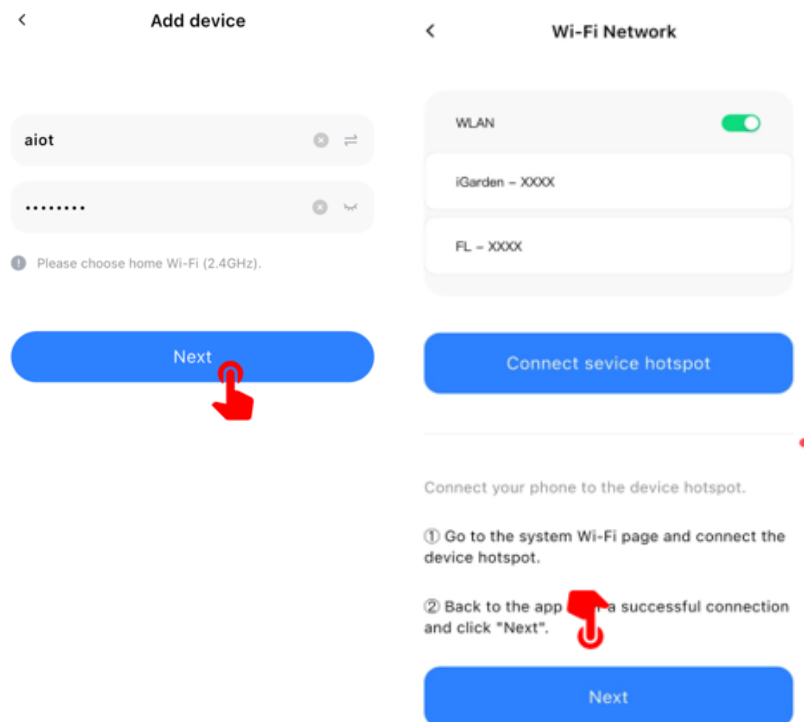 Add device
aiot
••••••••
Please choose home Wi-Fi (2.4GHz).
Next
Wi-Fi Network
WLAN
iGarden – XXXX
FL – XXXX
Connect sevice hotspot
Connect your phone to the device hotspot.
① Go to the system Wi-Fi page and connect the
device hotspot.
② Back to the app a successful connection
and click "Next".
Next